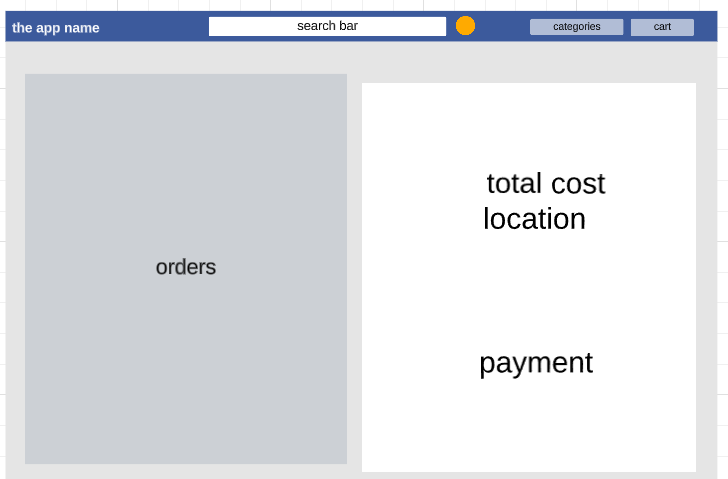 the app name
search bar
categories
cart
orders
total cost
location
payment